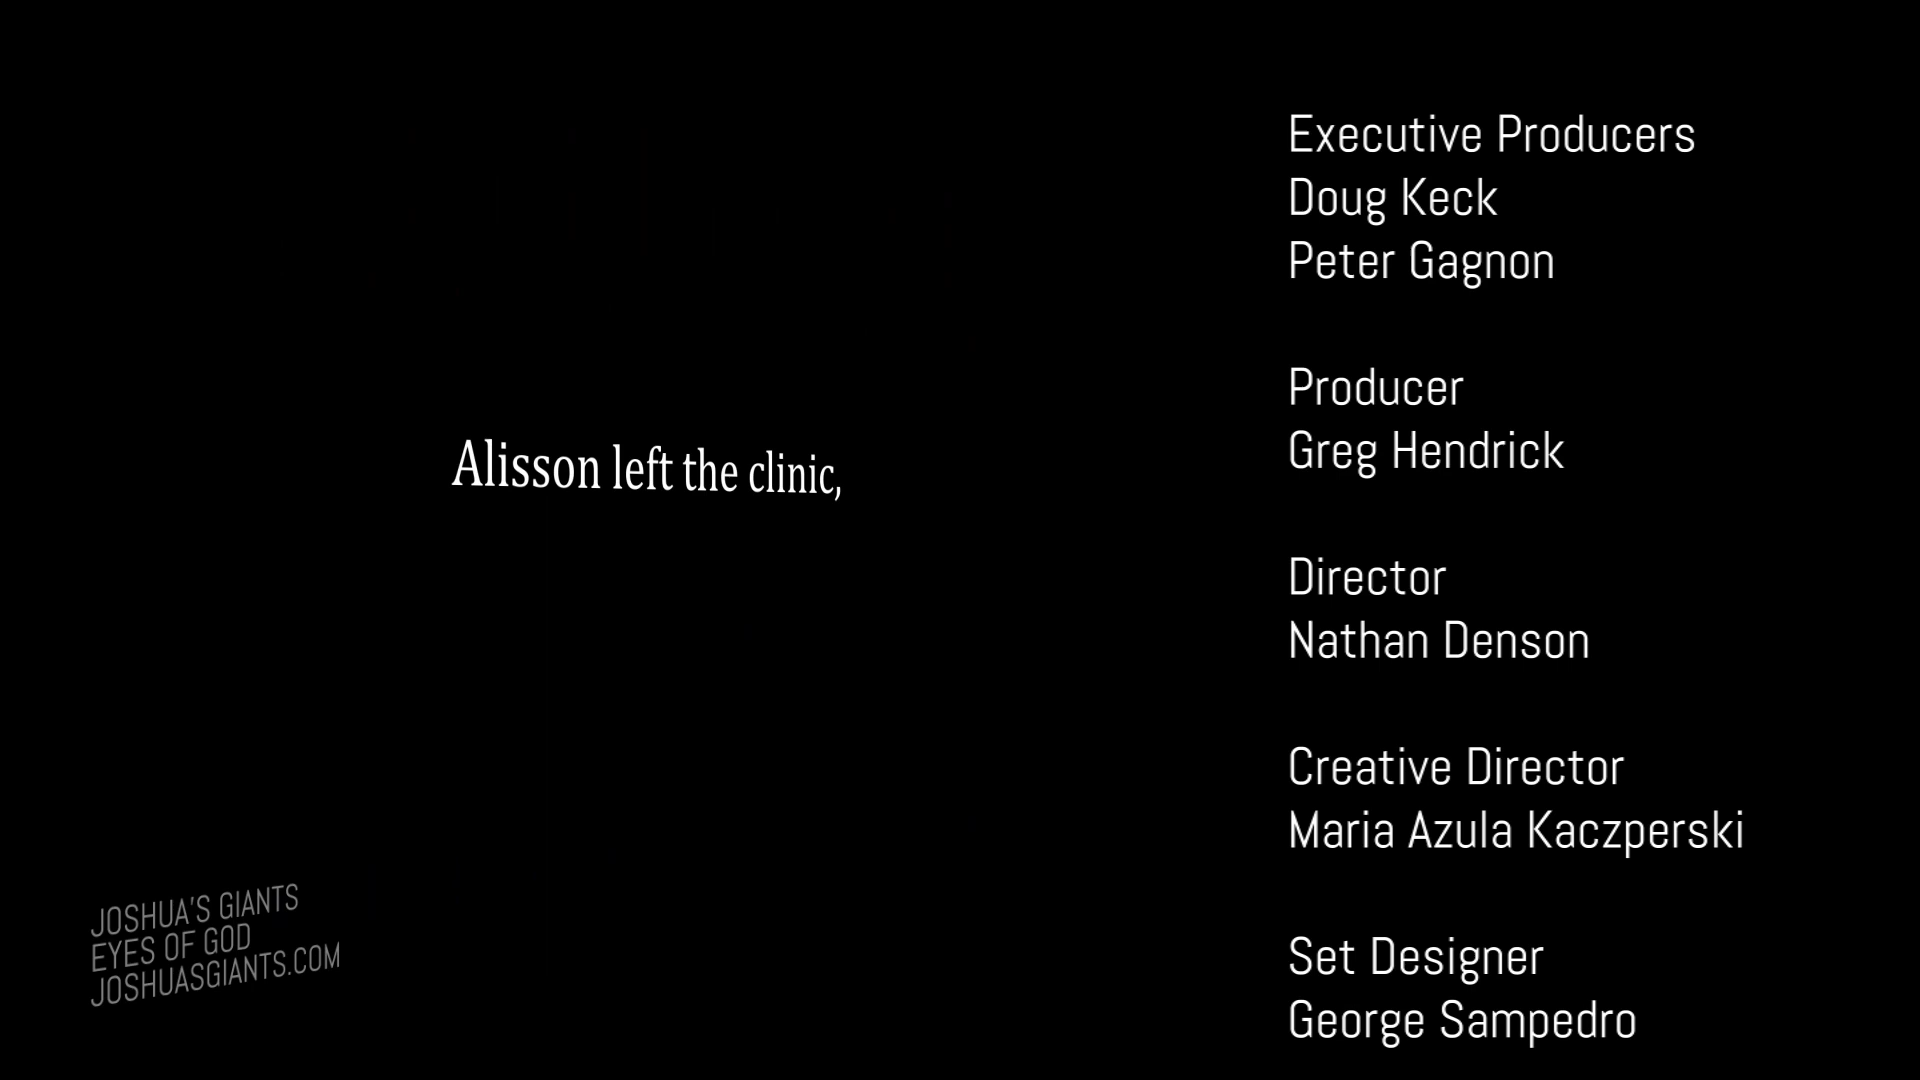 Alisson left the clinic,
JOSHUA'S GIANTS
EYES OF GOD
JOSHUASGIANTS.COM
Executive Producers
Doug Keck
Peter Gagnon
Producer
Greg Hendrick
Director
Nathan Denson
Creative Director
Maria Azula Kaczperski
Set Designer
George Sampedro